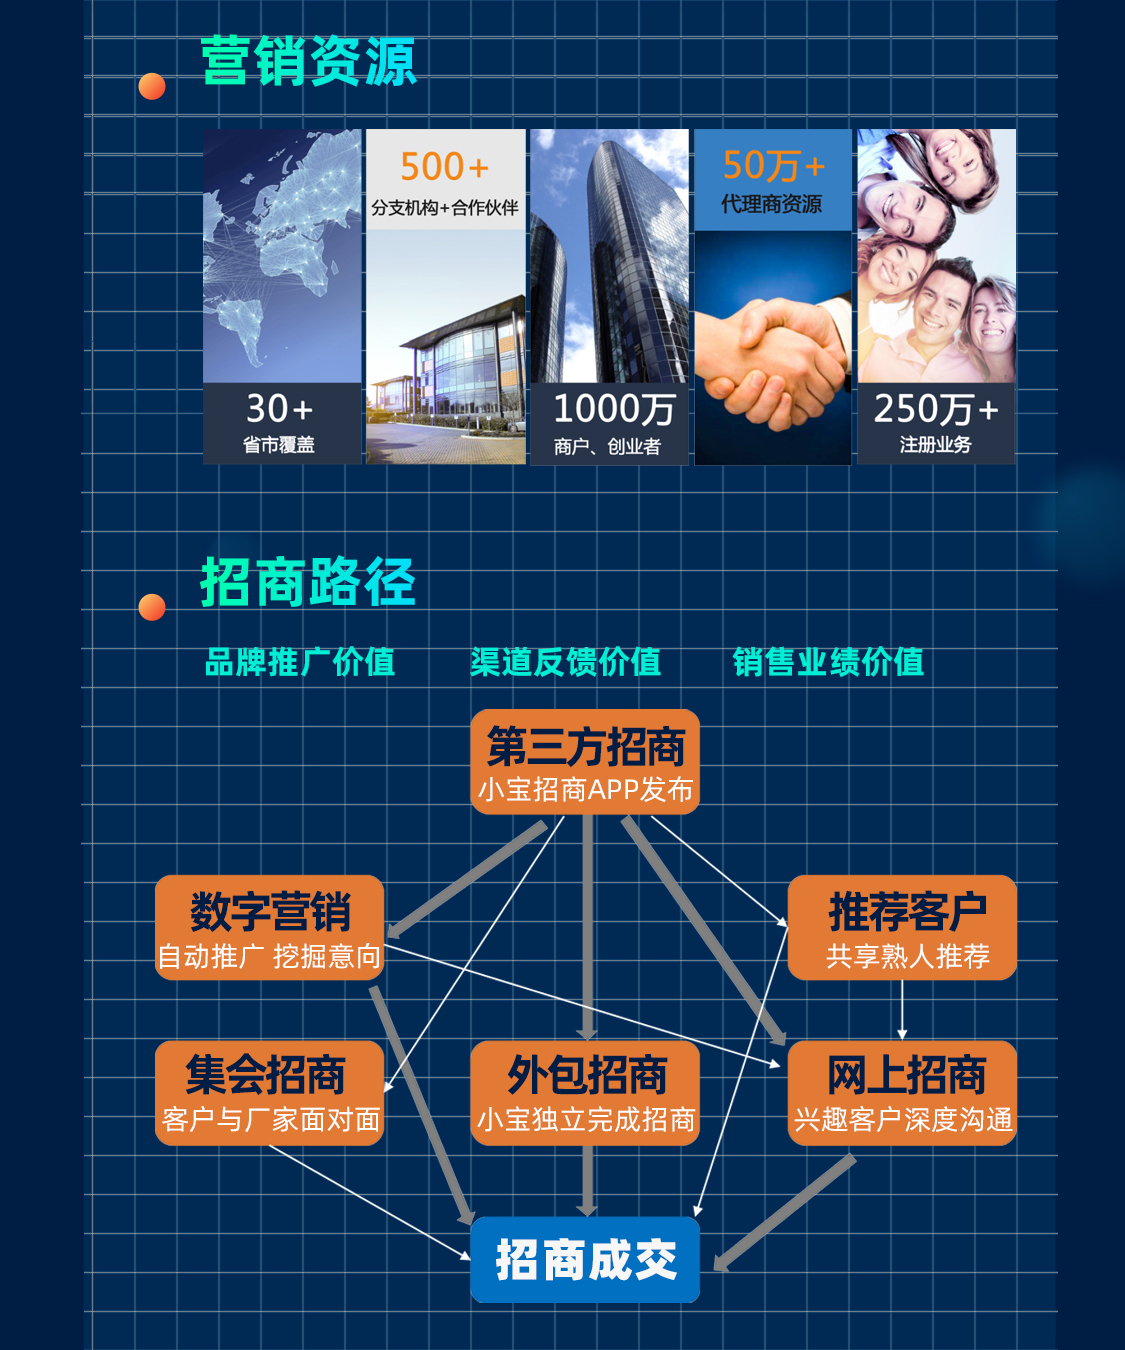 营销资源
30+
省市覆盖
500+
分支机构+合作伙伴
1000万
商户、创业者
50万+
代理商资源
250万+
注册业务
招商路径
品牌推广价值
渠道反馈价值
销售业绩价值
第三方招商
小宝招商APP发布
数字营销
自动推广 挖掘意向
推荐客户
共享熟人推荐
集会招商
客户与厂家面对面
外包招商
小宝独立完成招商
网上招商
兴趣客户深度沟通
招商成交